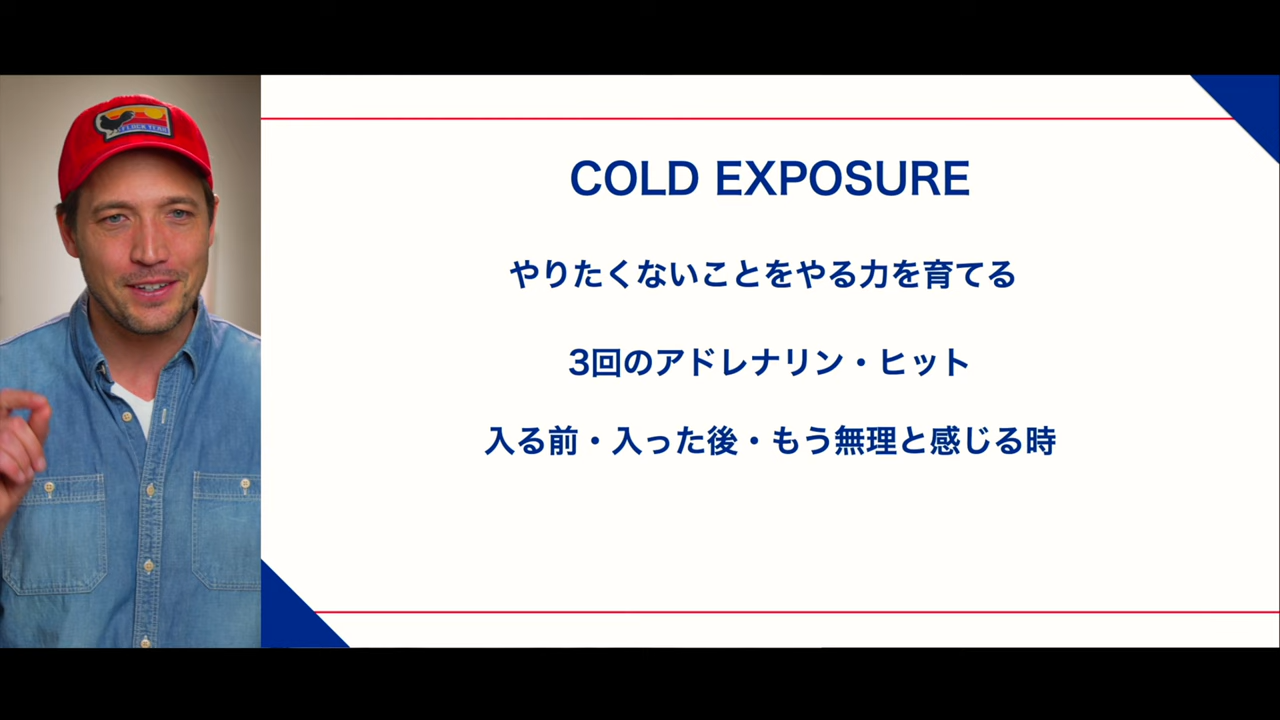 COLD EXPOSURE
やりたくないことをやる力を育てる
3回のアドレナリン・ヒット
入る前・入った後・もう無理と感じる時